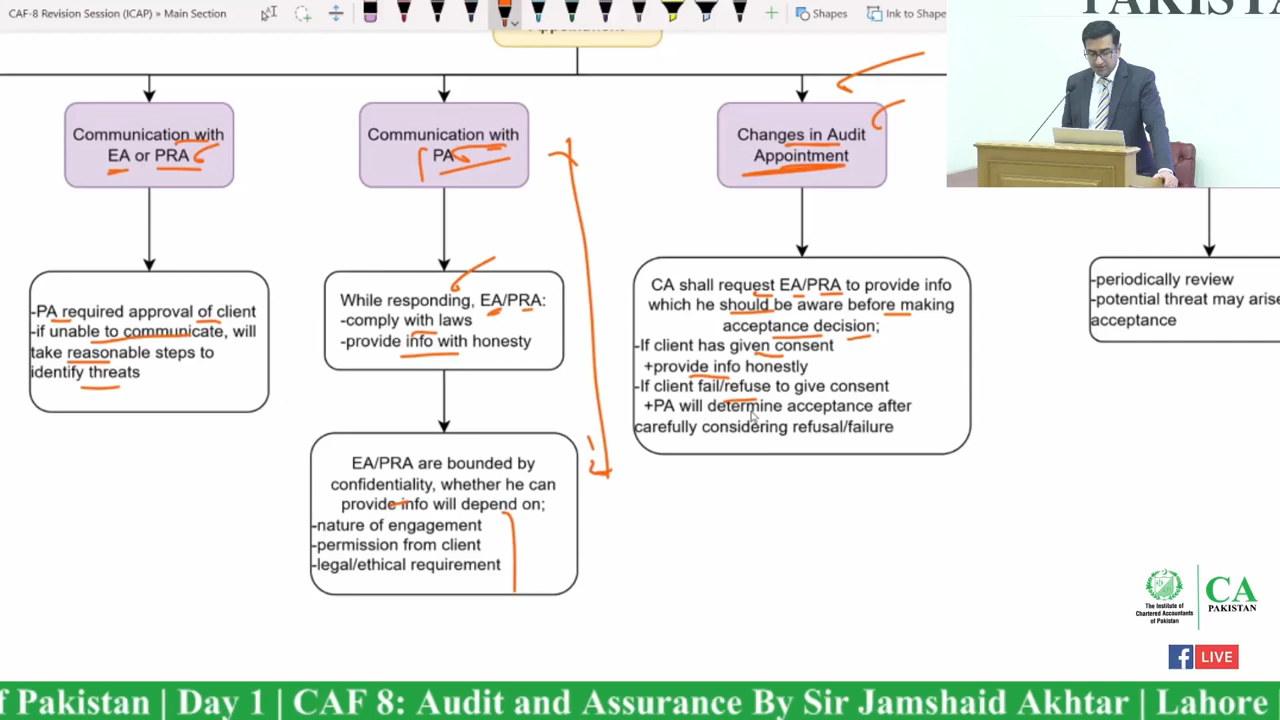 CAF-8 Revision Session (ICAP) » Main Section
Shapes
Ink to Shape
Appointment
Communication with
EA or PRA
-PA required approval of client
-if unable to communicate, will
take reasonable steps to
identify threats
Communication with
PA
While responding, EA/PRA:
-comply with laws
-provide info with honesty
EA/PRA are bounded by
confidentiality, whether he can
provide info will depend on;
-nature of engagement
-permission from client
-legal/ethical requirement
Changes in Audit
Appointment
CA shall request EA/PRA to provide info
which he should be aware before making
acceptance decision;
-If client has given consent
+provide info honestly
-If client fail/refuse to give consent
+PA will determine acceptance after
carefully considering refusal/failure
-periodically review
-potential threat may arise
acceptance
The Institute of
Chartered Accountants
of Pakistan
CA
PAKISTAN
LIVE
f Pakistan | Day 1 | CAF 8: Audit and Assurance By Sir Jamshaid Akhtar | Lahore